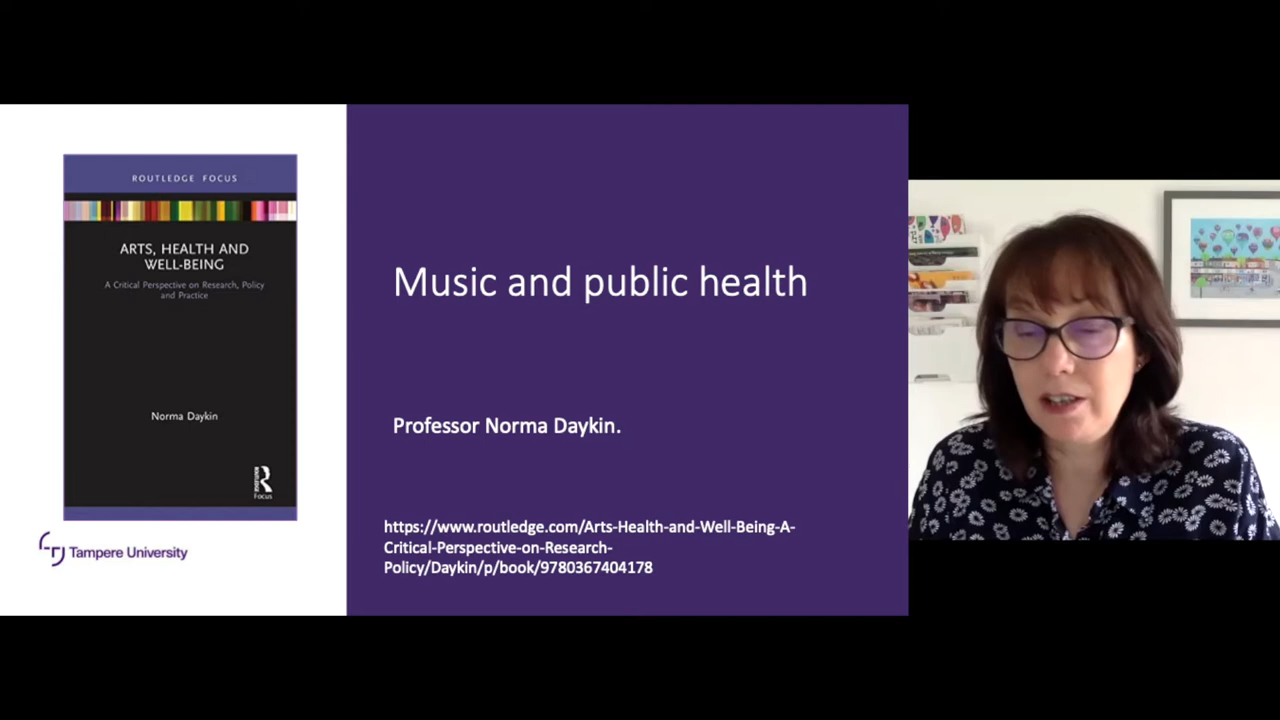 ROUTLEDGE FOCUS
ARTS, HEALTH AND
WELL-BEING
A Critical Perspective on Research, Policy
and Practice
Norma Daykin
ROUTLEDGE
R
Focus
Tampere University
Music and public health
Professor Norma Daykin.
https://www.routledge.com/Arts-Health-and-Well-Being-A-
Critical-Perspective-on-Research-
Policy/Daykin/p/book/9780367404178